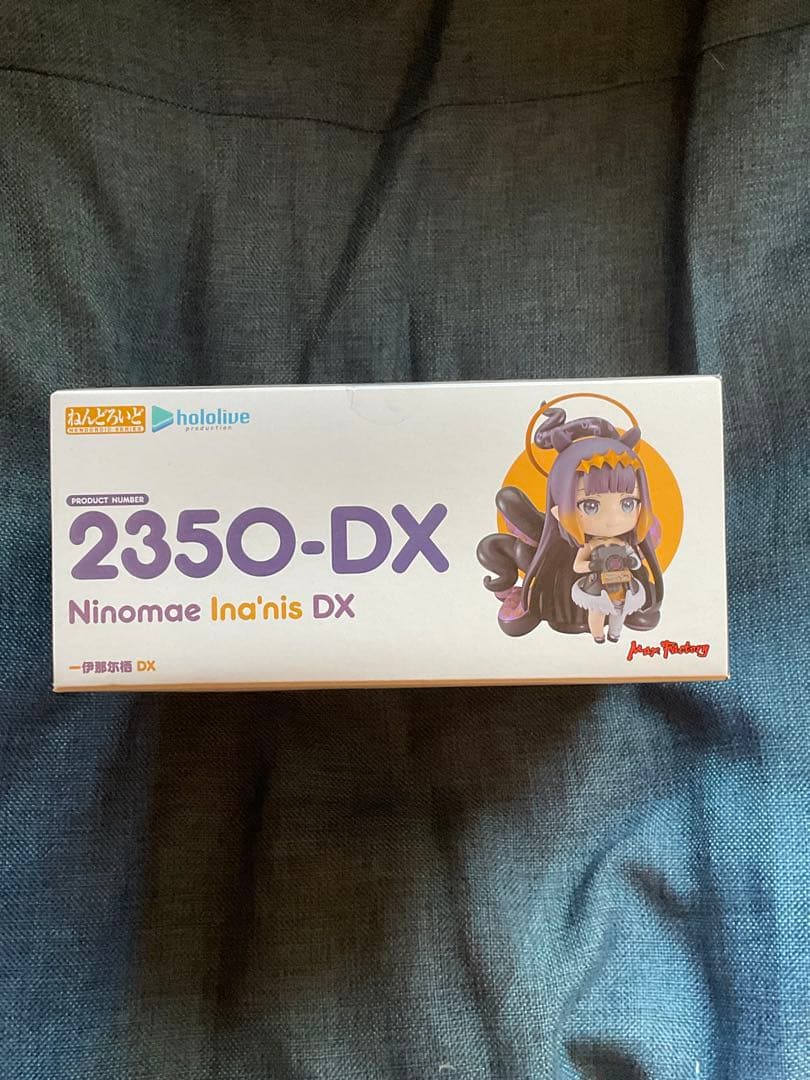 ねんどろいど
NENDOROID SERIES
hololive
production
PRODUCT NUMBER
2350-DX
Ninomae Ina'nis DX
一伊那尔栖 DX
Max Factory